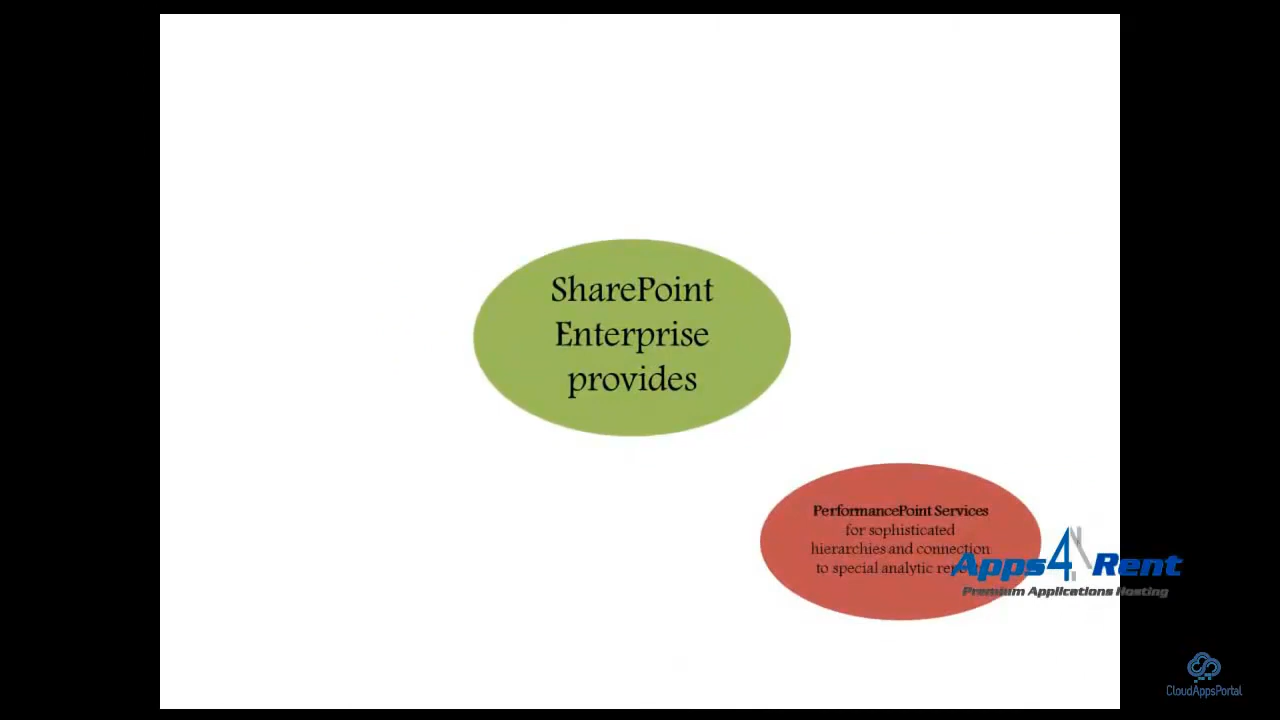 SharePoint
Enterprise
provides
PerformancePoint Services
for sophisticated
hierarchies and connection
to special analytic
Apps4Rent
Premium Applications Hosting
CloudAppsPortal